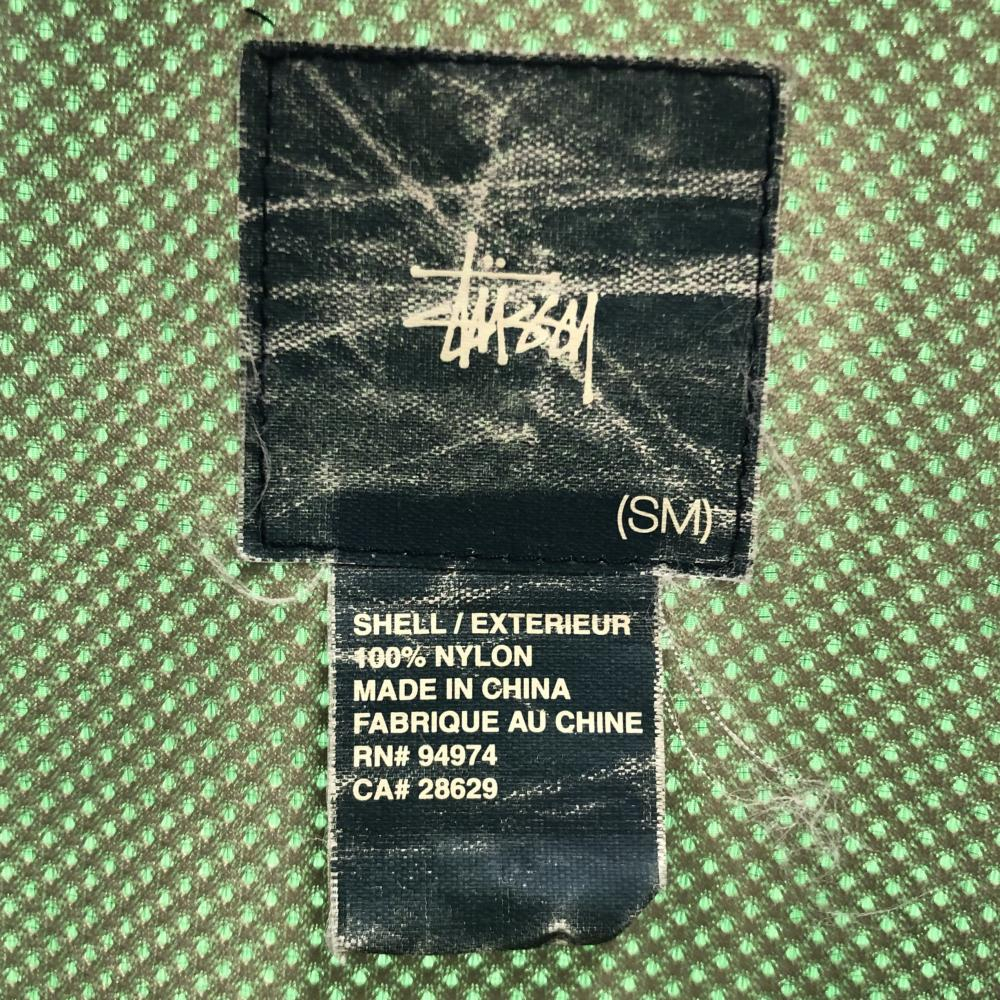 Stüssy
(SM)
SHELL / EXTERIEUR
100% NYLON
MADE IN CHINA
FABRIQUE AU CHINE
RN# 94974
CA# 28629